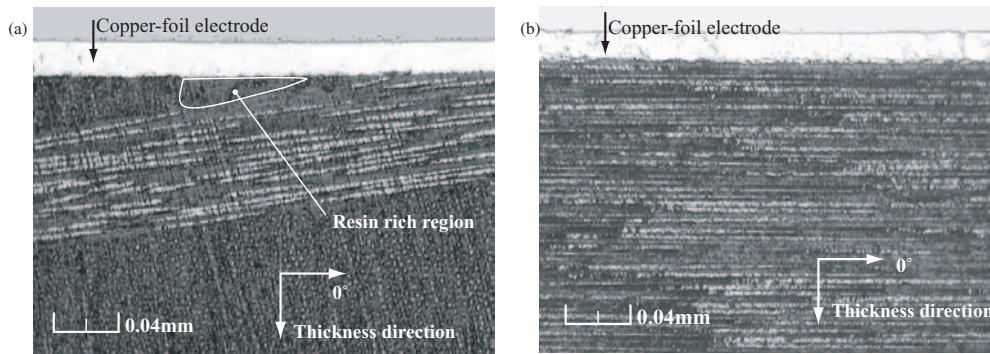 (a)
Copper-foil electrode
Resin rich region
0°
0.04mm
Thickness direction
(b)
Copper-foil electrode
0°
0.04mm
Thickness direction